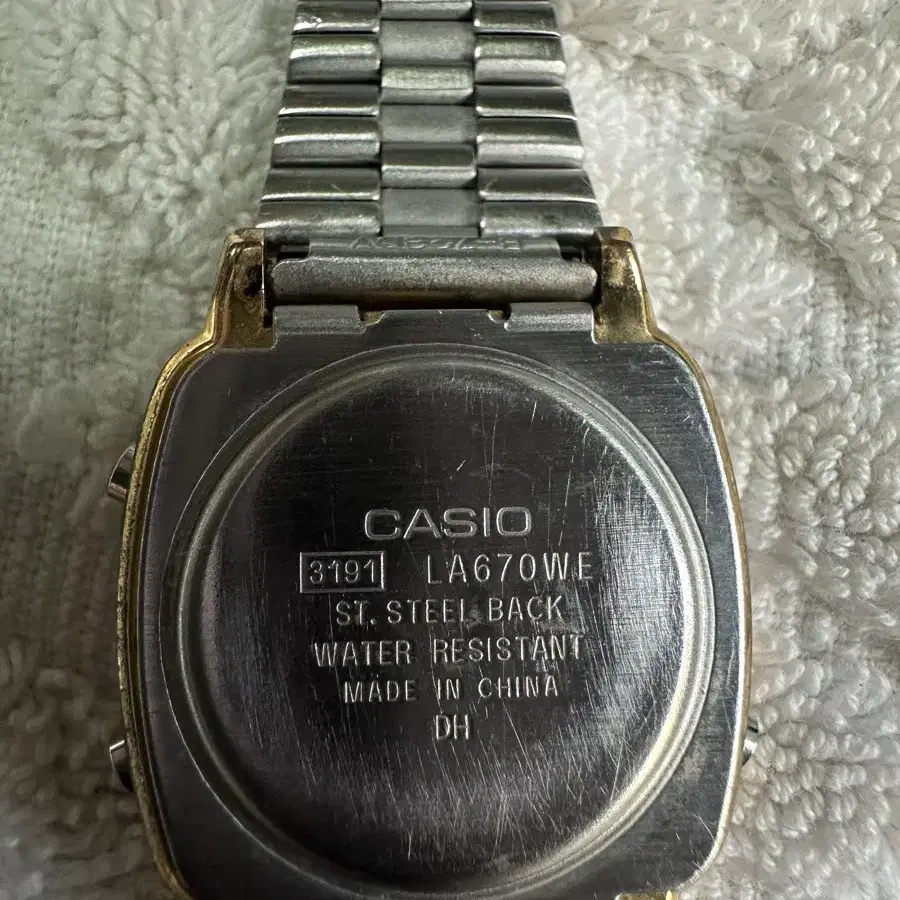 CASIO
3191 LA670WE
ST. STEEL BACK
WATER RESISTANT
MADE IN CHINA
DH